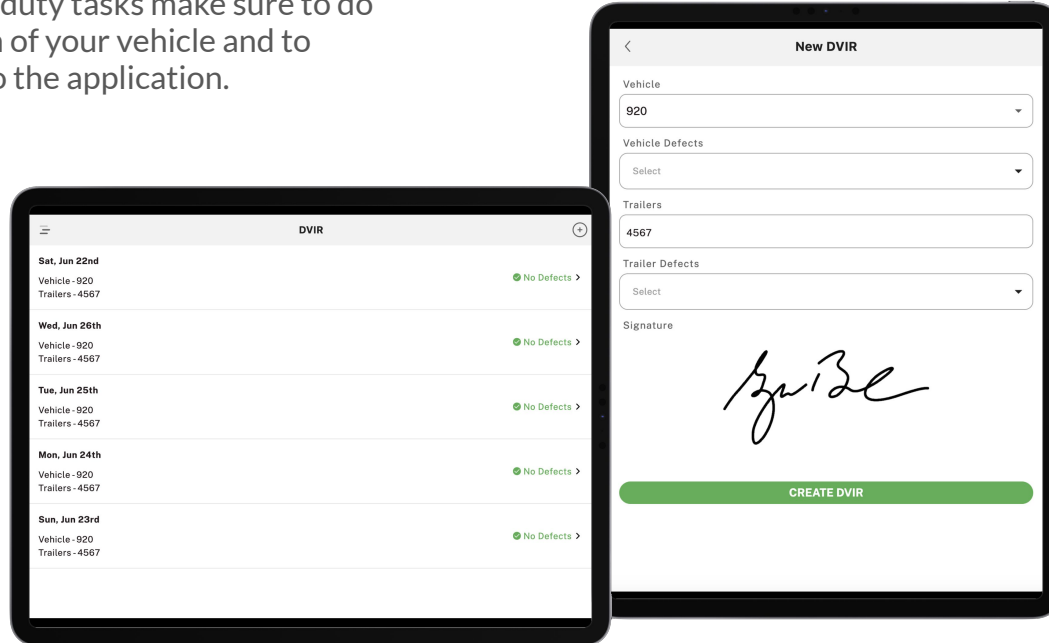 duty tasks make sure to do
of your vehicle and to
the application.
DVIR
Sat, Jun 22nd
Vehicle - 920
Trailers - 4567
No Defects
Wed, Jun 26th
Vehicle - 920
Trailers - 4567
No Defects
Tue, Jun 25th
Vehicle - 920
Trailers - 4567
No Defects
Mon, Jun 24th
Vehicle - 920
Trailers - 4567
No Defects
Sun, Jun 23rd
Vehicle - 920
Trailers - 4567
No Defects
New DVIR
Vehicle
920
Vehicle Defects
Select
Trailers
4567
Trailer Defects
Select
Signature
CREATE DVIR